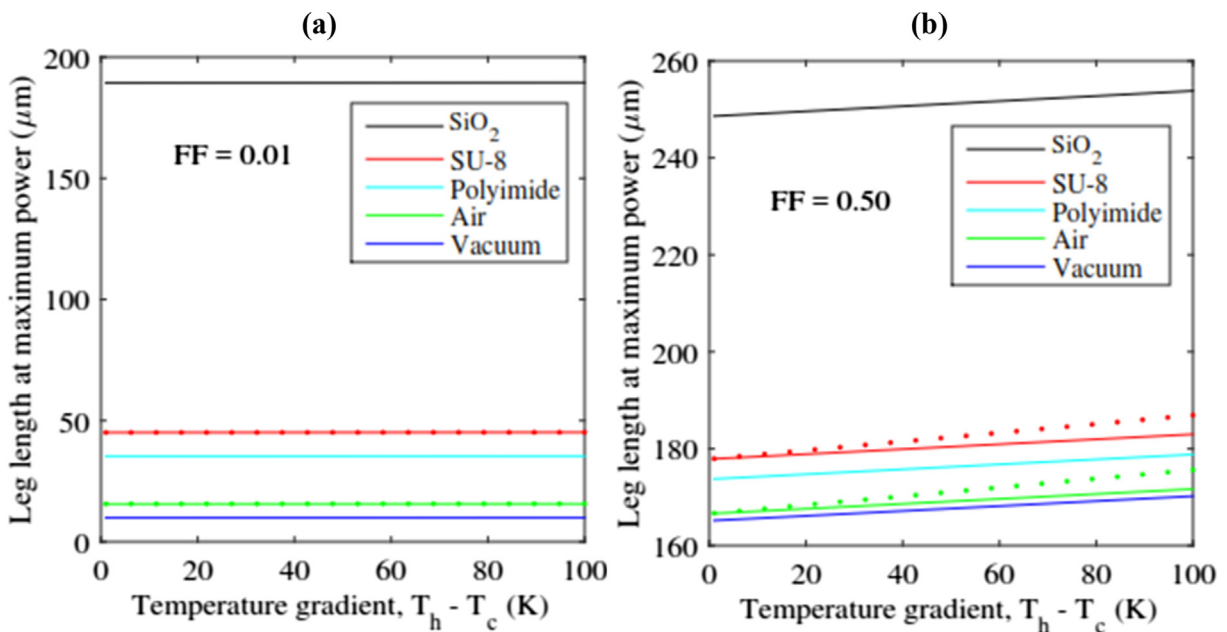 (a)
200
150
100
50
0
Leg length at maximum power (μm)
FF = 0.01
SiO2
SU-8
Polyimide
Air
Vacuum
0 20 40 60 80 100
Temperature gradient, Th - Tc (K)
(b)
260
240
220
200
180
160
Leg length at maximum power (μm)
FF = 0.50
SiO2
SU-8
Polyimide
Air
Vacuum
0 20 40 60 80 100
Temperature gradient, Th - Tc (K)